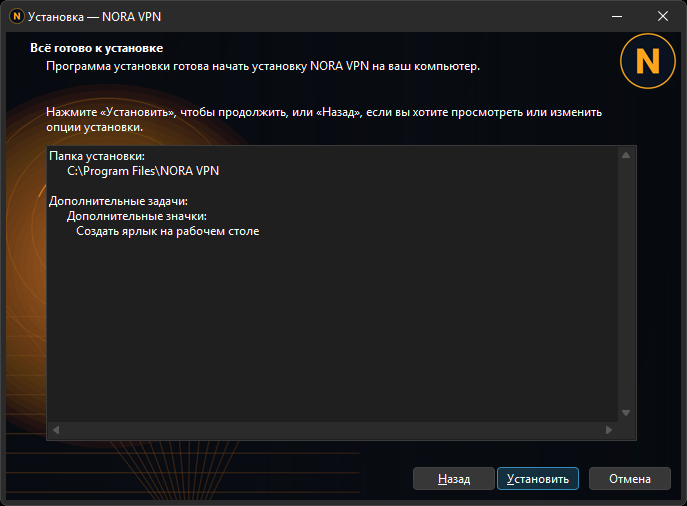 N Установка — NORA VPN
Всё готово к установке
Программа установки готова начать установку NORA VPN на ваш компьютер.
N
Нажмите «Установить», чтобы продолжить, или «Назад», если вы хотите просмотреть или изменить
опции установки.
Папка установки:
C:\Program Files\NORA VPN
Дополнительные задачи:
Дополнительные значки:
Создать ярлык на рабочем столе
Назад Установить Отмена